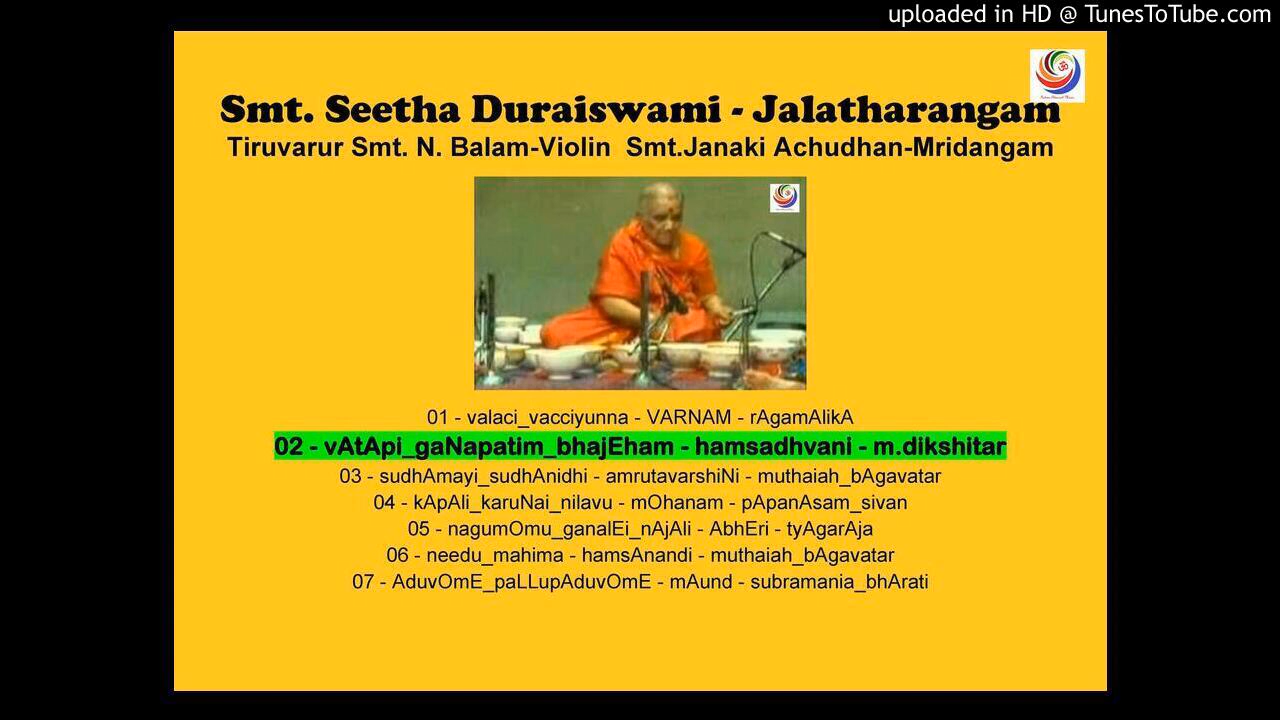 uploaded in HD @ TunesToTube.com
Smt. Seetha Duraiswami - Jalatharangam
Tiruvarur Smt. N. Balam-Violin Smt.Janaki Achudhan-Mridangam
01 - valaci_vacciyunna - VARNAM - rAgamAlikA
02 - vAtApi_gaNapatim_bhajEham - hamsadhvani - m.dikshitar
03 - sudhAmayi_sudhAnidhi - amrutavarshiNi - muthaiah_bAgavatar
04 - kApAli_karuNai_nilavu - mOhanam - pApanAsam_sivan
05 - nagumOmu_ganalEi_nAjAli - AbhEri - tyAgarAja
06 - needu_mahima - hamsAnandi - muthaiah_bAgavatar
07 - AduvOmE_paLLupAduvOmE - mAund - subramania_bhArati